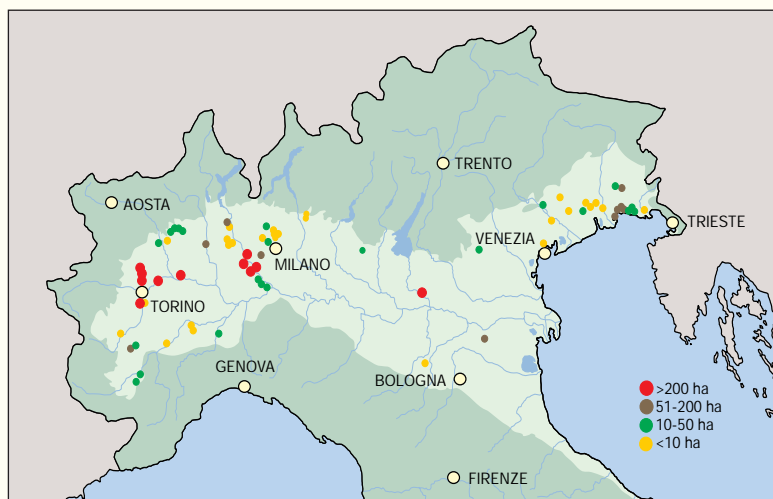 TRENTO
AOSTA
TRIESTE
VENEZIA
MILANO
TORINO
GENOVA
BOLOGNA
>200 ha
51-200 ha
10-50 ha
<10 ha
FIRENZE